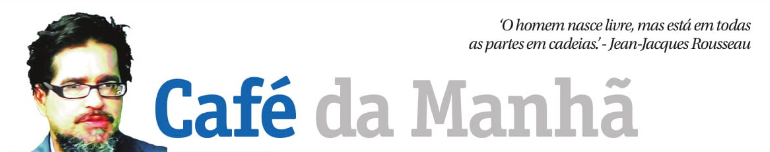 ‘O homem nasce livre, mas está em todas
as partes em cadeias.’ - Jean-Jacques Rousseau
Café da Manhã